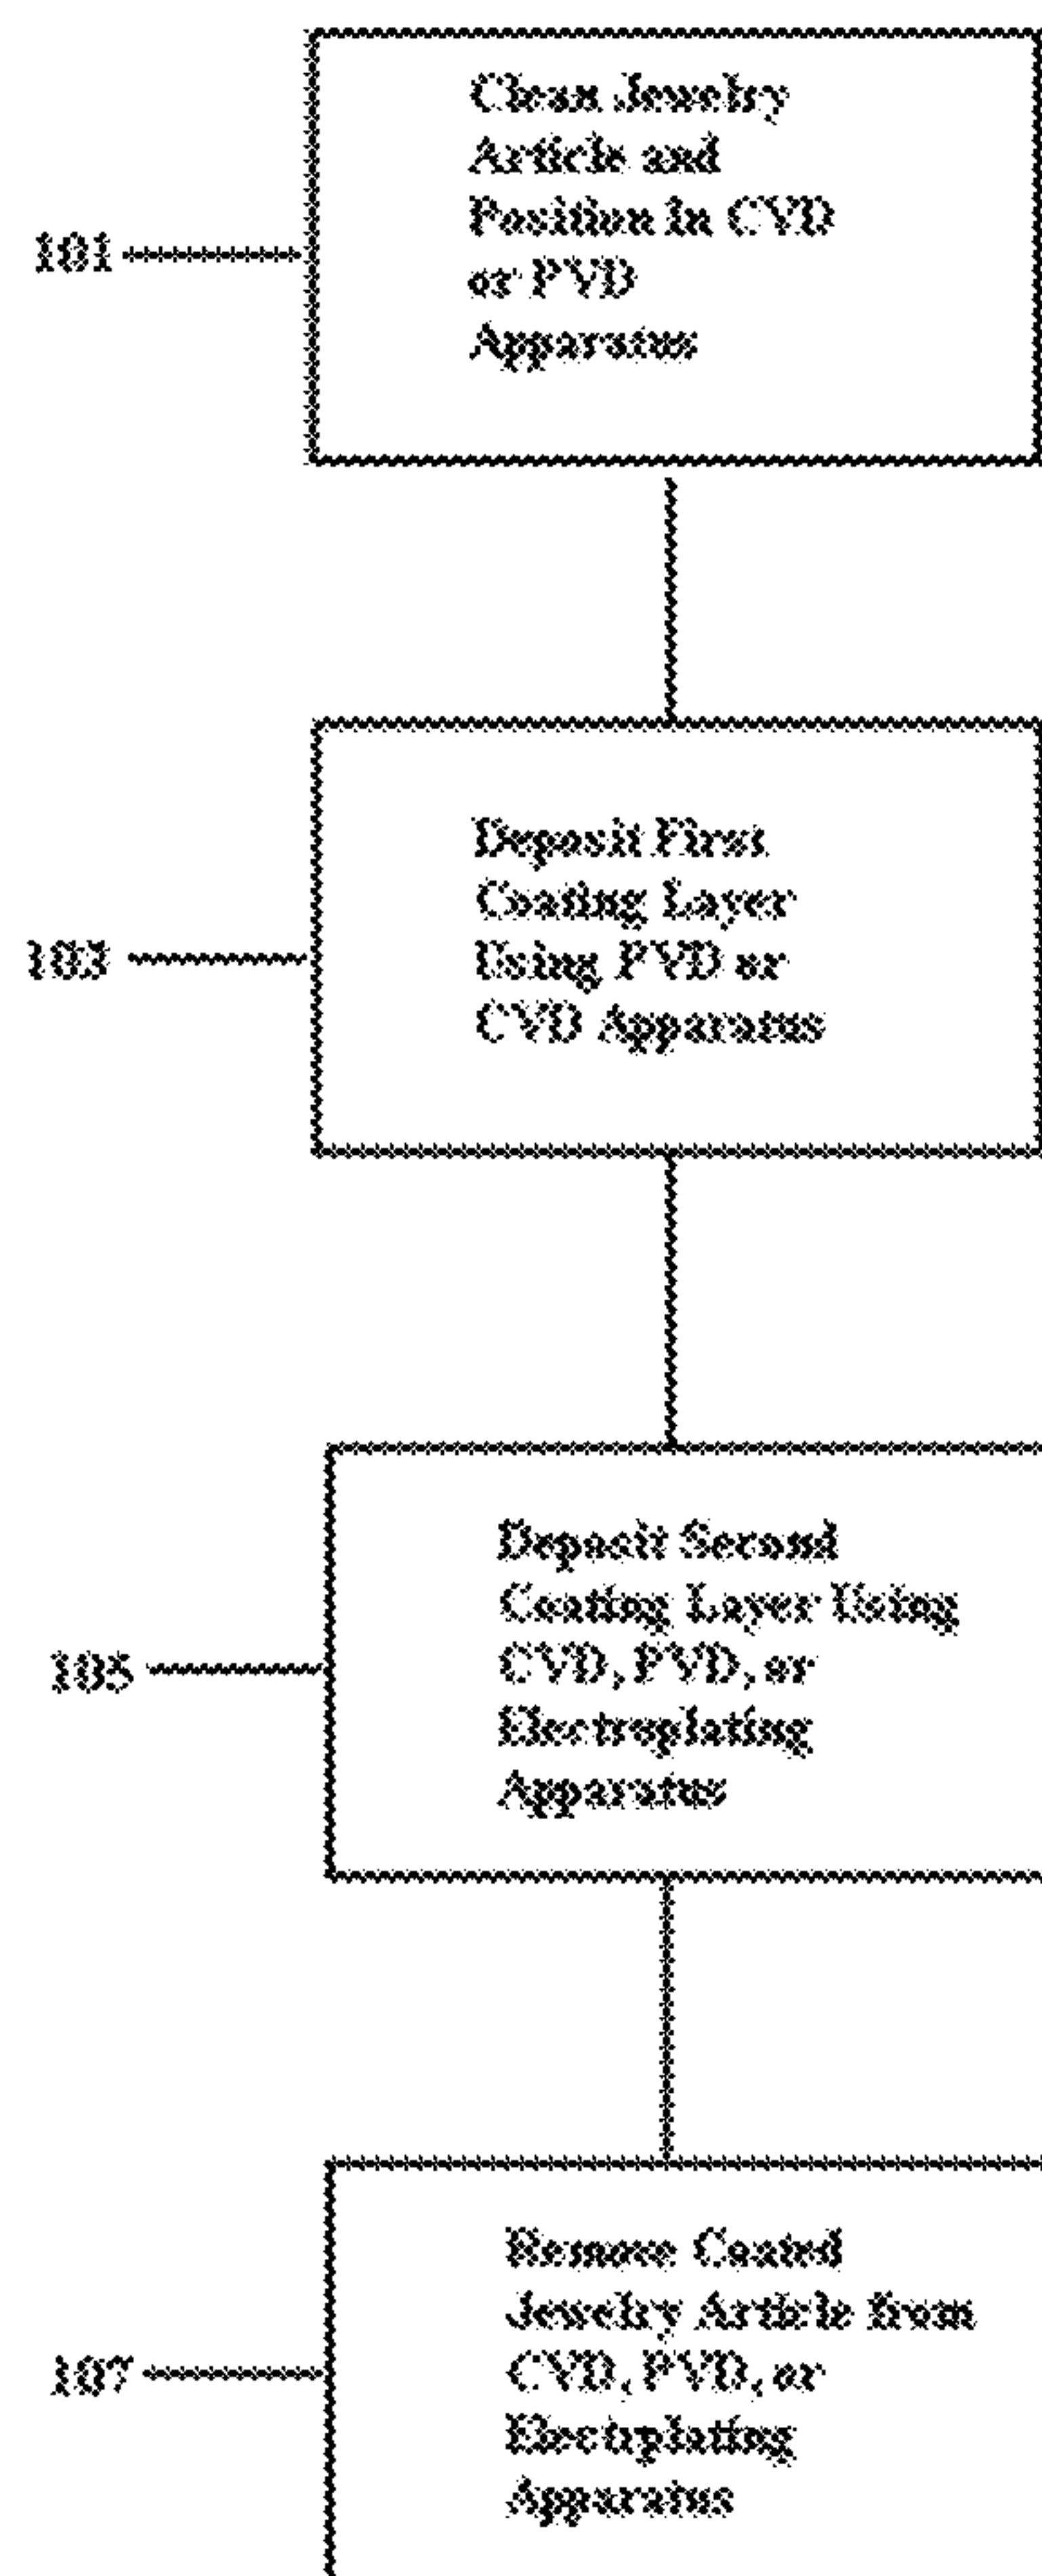 Clean Jewelry
Article and
Position in CVD
or PVD
Apparatus
101
Deposit First
Coating Layer
Using PVD or
CVD Apparatus
103
Deposit Second
Coating Layer Using
CVD, PVD, or
Electroplating
Apparatus
105
Remove Coated
Jewelry Article from
CVD, PVD, or
Electroplating
Apparatus
107